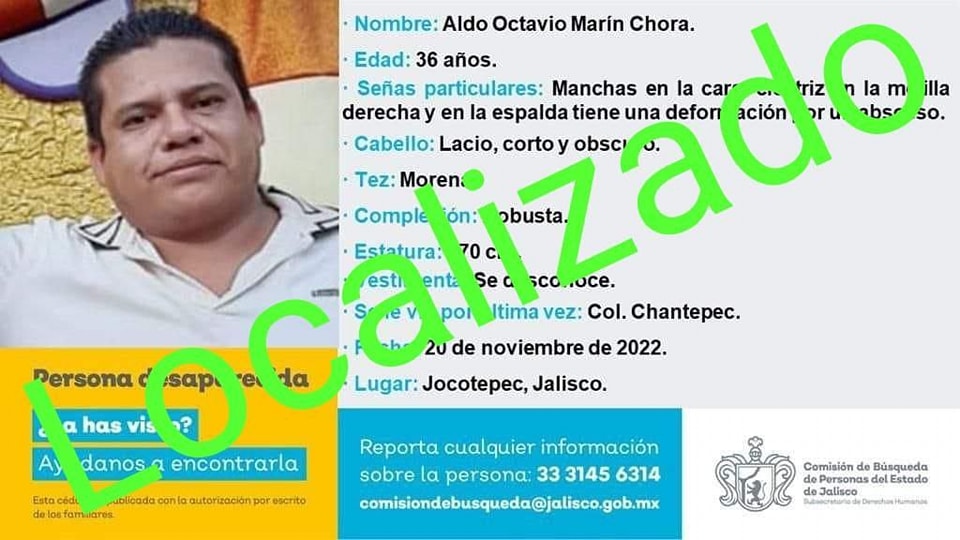 · Nombre: Aldo Octavio Marín Chora.
· Edad: 36 años.
· Señas particulares: Manchas en la cara, cicatriz en la mejilla
derecha y en la espalda tiene una deformación por un absceso.
· Cabello: Lacio, corto y obscuro.
· Tez: Morena
· Complexión: Robusta.
· Estatura: 170 cm.
· Vestimenta: Se desconoce.
· Se le vio por última vez: Col. Chantepec.
· Fecha: 20 de noviembre de 2022.
· Lugar: Jocotepec, Jalisco.
Localizado
Persona desaparecida
¿La has visto?
Ayúdanos a encontrarla
Esta cédula es publicada con la autorización por escrito
de los familiares.
Reporta cualquier información
sobre la persona: 33 3145 6314
comisiondebusqueda@jalisco.gob.mx
Comisión de Búsqueda
de Personas del Estado
de Jalisco
Subsecretaría de Derechos Humanos